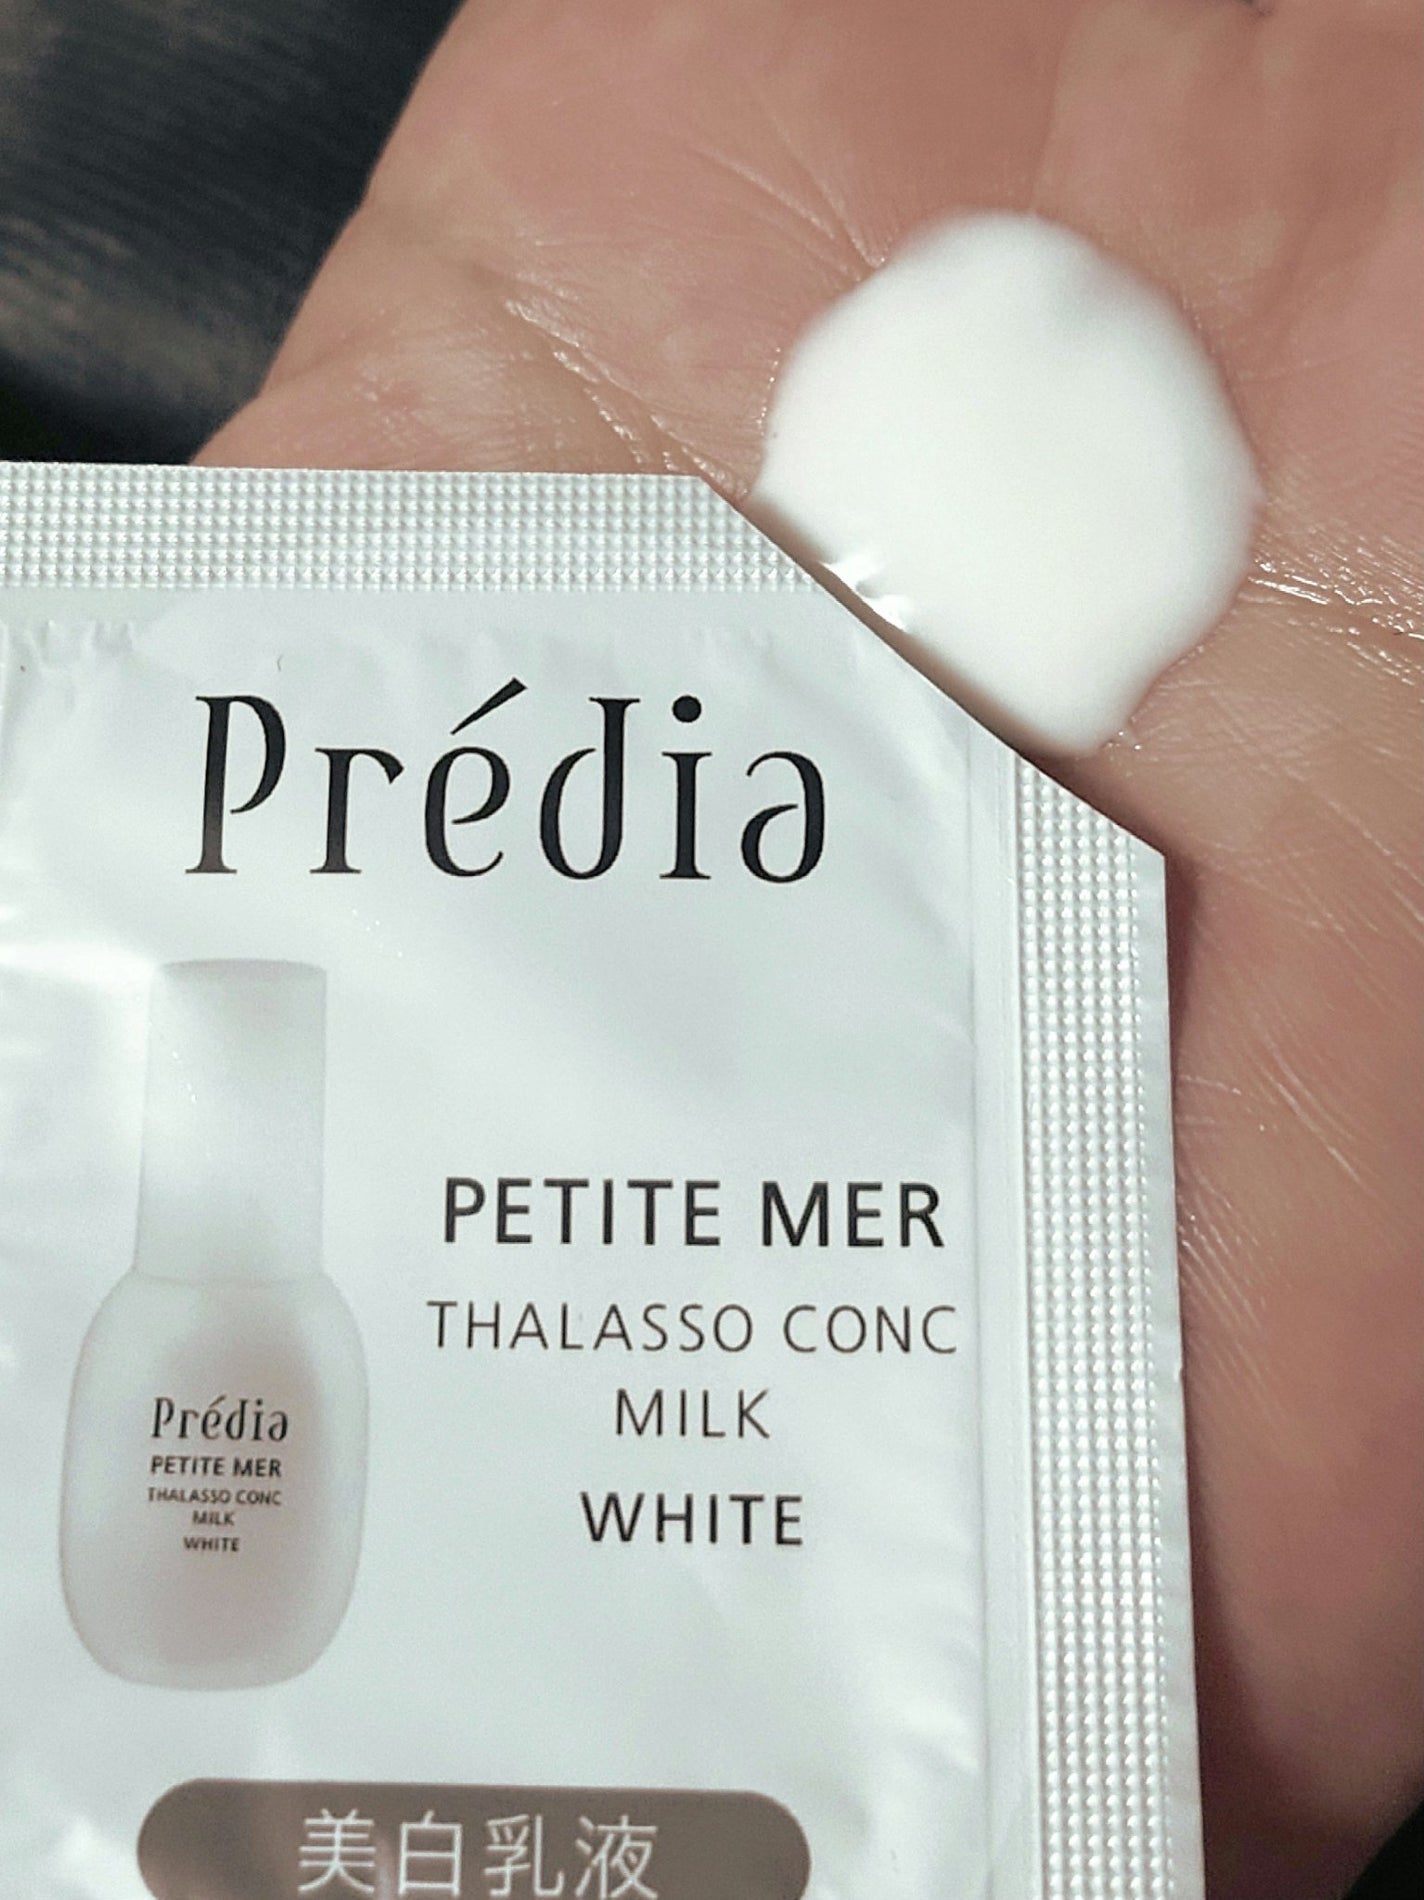 Prédia
PETITE MER
THALASSO CONC
MILK
WHITE
Prédia
PETITE MER
THALASSO CONC
MILK
WHITE
美白乳液